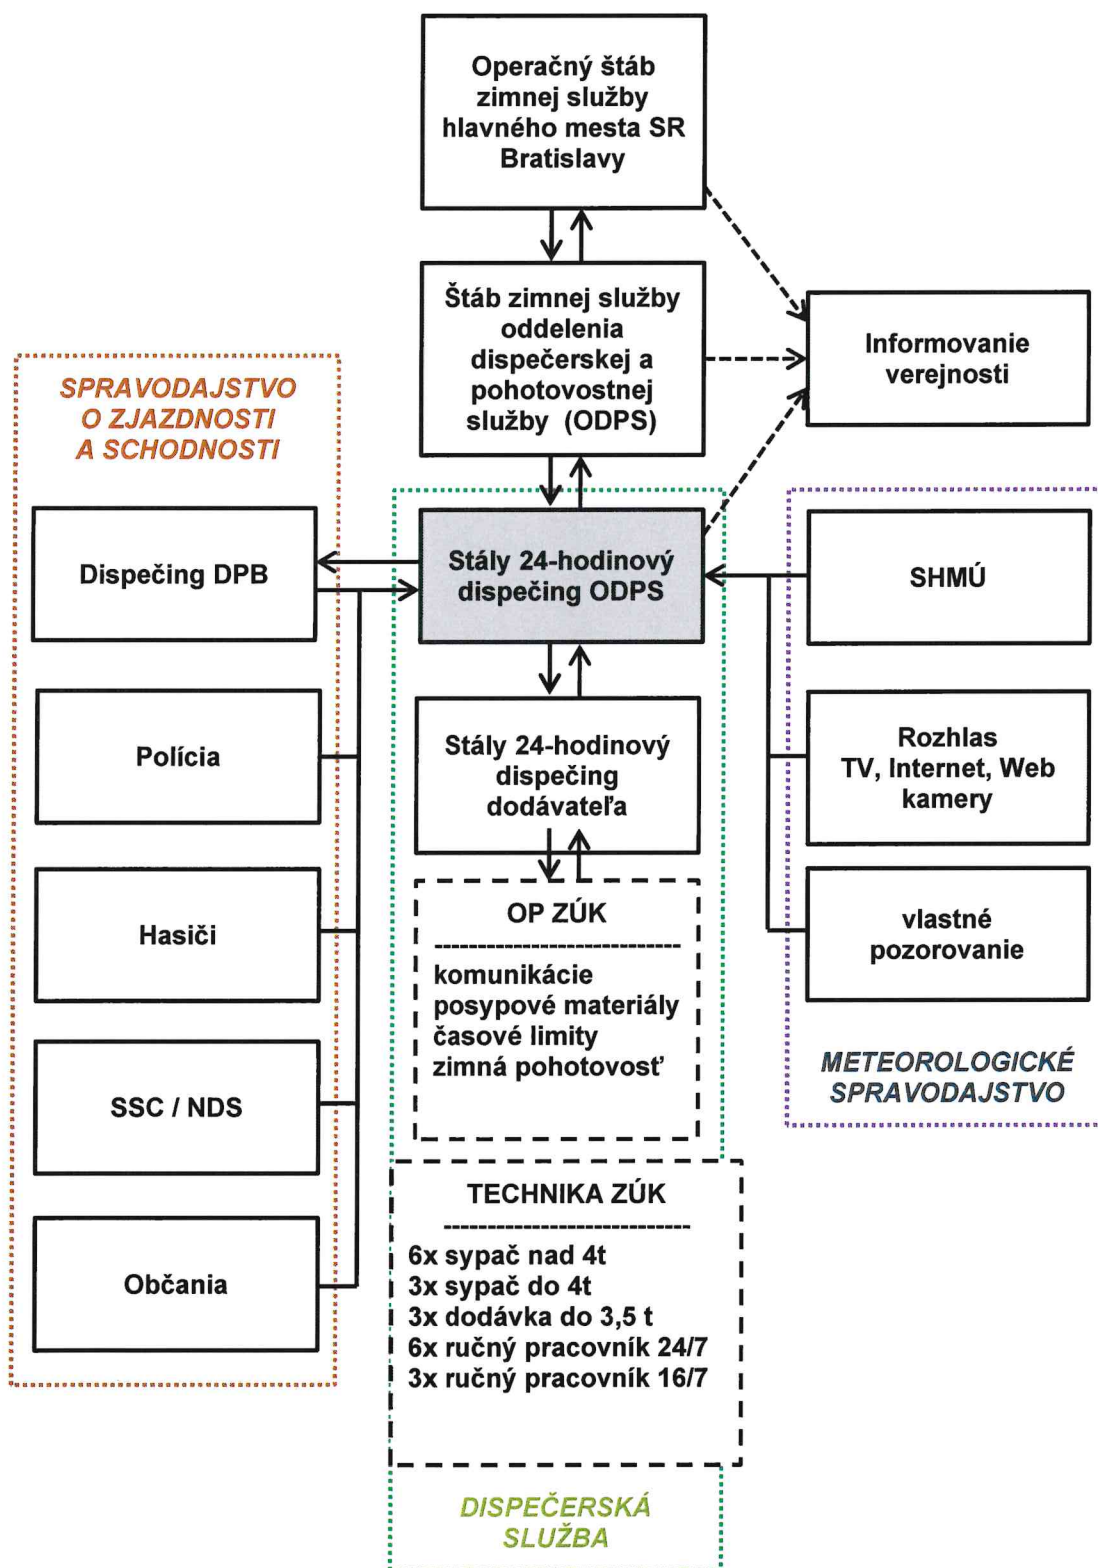 Operačný štáb
zimnej služby
hlavného mesta SR
Bratislavy
Štáb zimnej služby
oddelenia
dispečerskej a
pohotovostnej
služby (ODPS)
Informovanie
verejnosti
SPRAVODAJSTVO
O ZJAZDNOSTI
A SCHODNOSTI
Dispečing DPB
Polícia
Hasiči
SSC / NDS
Občania
Stály 24-hodinový
dispečing ODPS
Stály 24-hodinový
dispečing
dodávateľa
OP ZÚK
------------------------------
komunikácie
posypové materiály
časové limity
zimná pohotovosť
TECHNIKA ZÚK
------------------------------
6x sypač nad 4t
3x sypač do 4t
3x dodávka do 3,5 t
6x ručný pracovník 24/7
3x ručný pracovník 16/7
DISPEČERSKÁ
SLUŽBA
SHMÚ
Rozhlas
TV, Internet, Web
kamery
vlastné
pozorovanie
METEOROLOGICKÉ
SPRAVODAJSTVO